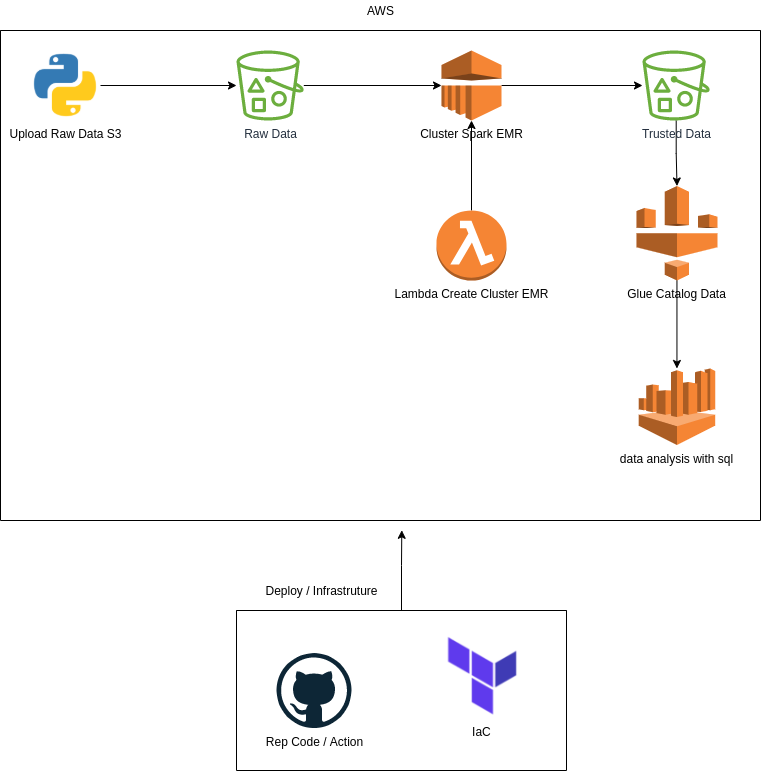 AWS
Upload Raw Data S3
Raw Data
Cluster Spark EMR
Trusted Data
Lambda Create Cluster EMR
Glue Catalog Data
data analysis with sql
Deploy / Infrastruture
Rep Code / Action
IaC